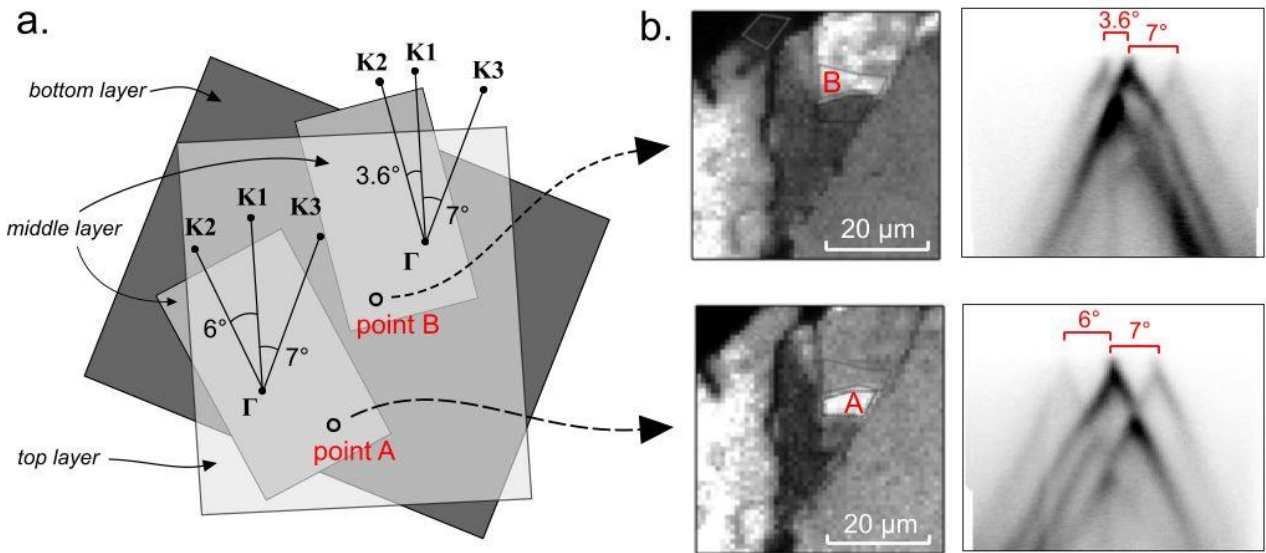 a.
bottom layer
middle layer
top layer
K2
K1
K3
3.6°
7°
Γ
point B
K2
K1
K3
6°
7°
Γ
point A
b.
B
20 µm
3.6°
7°
A
20 µm
6°
7°